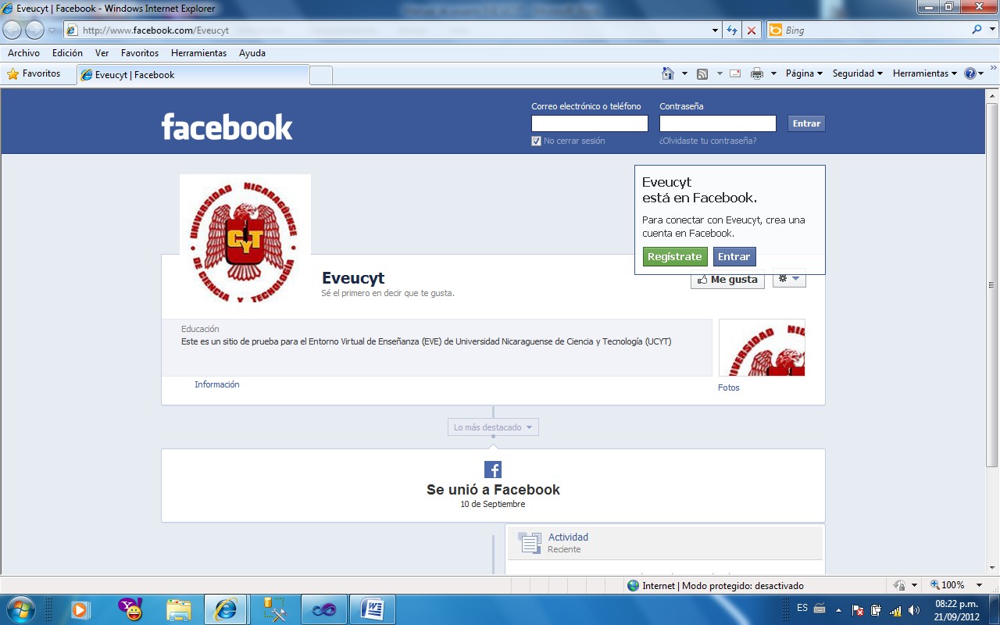 Eveucyt | Facebook - Windows Internet Explorer
http://www.facebook.com/Eveucyt
Bing
Archivo Edición Ver Favoritos Herramientas Ayuda
Favoritos
Eveucyt | Facebook
Página
Seguridad
Herramientas
facebook
Correo electrónico o teléfono
Contraseña
Entrar
No cerrar sesión
¿Olvidaste tu contraseña?
UNIVERSIDAD NICARAGÜENSE
DE CIENCIA Y TECNOLOGÍA
UCYT
Eveucyt
está en Facebook.
Para conectar con Eveucyt, crea una
cuenta en Facebook.
Regístrate Entrar
Eveucyt
Sé el primero en decir que te gusta.
Me gusta
Educación
Este es un sitio de prueba para el Entorno Virtual de Enseñanza (EVE) de Universidad Nicaraguense de Ciencia y Tecnología (UCYT)
Información
Fotos
Lo más destacado
Se unió a Facebook
10 de Septiembre
Actividad
Reciente
Internet | Modo protegido: desactivado
100%
ES
08:22 p.m.
21/09/2012